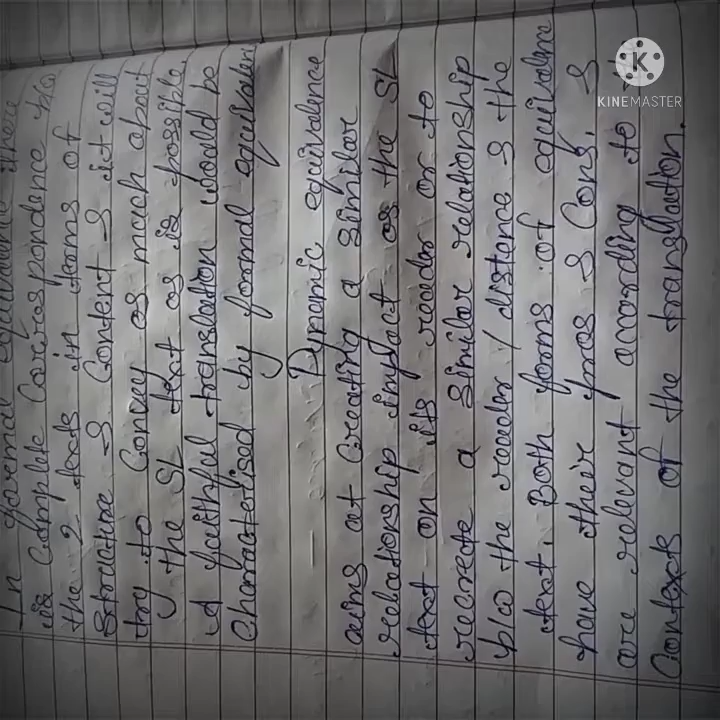 In formal equivalence there
is complete Correspondence b/w
the 2 texts in terms of
Structure & Content & it will
try to Convey as much about
the SL text as is possible.
A faithful translation would be
Characterised by formal equivalence
Dynamic equivalence
aims at Creating a similar
relationship impact as the SL
text on its reader or to
recreate a similar relationship
b/w the reader / distance & the
text. Both forms of equivalence
have their pros & Cons, &
are relevant according to the
Contexts of the translation.
KINEMASTER